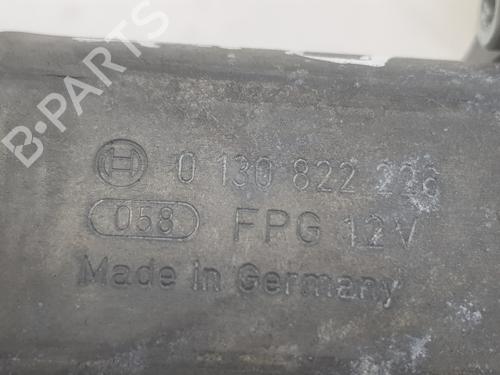 B-PARTS
0 130 822 226
058 FPG 12V
Made in Germany